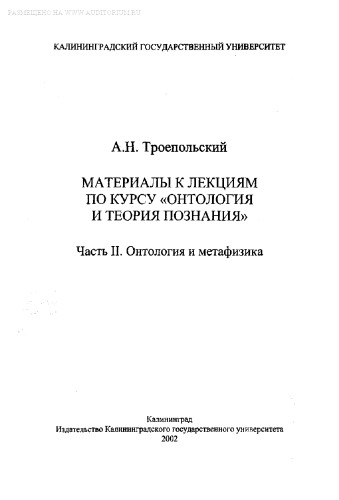 РАЗМЕЩЕНО НА WWW.AUDITORIUM.RU
КАЛИНИНГРАДСКИЙ ГОСУДАРСТВЕННЫЙ УНИВЕРСИТЕТ
А.Н. Троепольский
МАТЕРИАЛЫ К ЛЕКЦИЯМ
ПО КУРСУ «ОНТОЛОГИЯ
И ТЕОРИЯ ПОЗНАНИЯ»
Часть II. Онтология и метафизика
Калининград
Издательство Калининградского государственного университета
2002